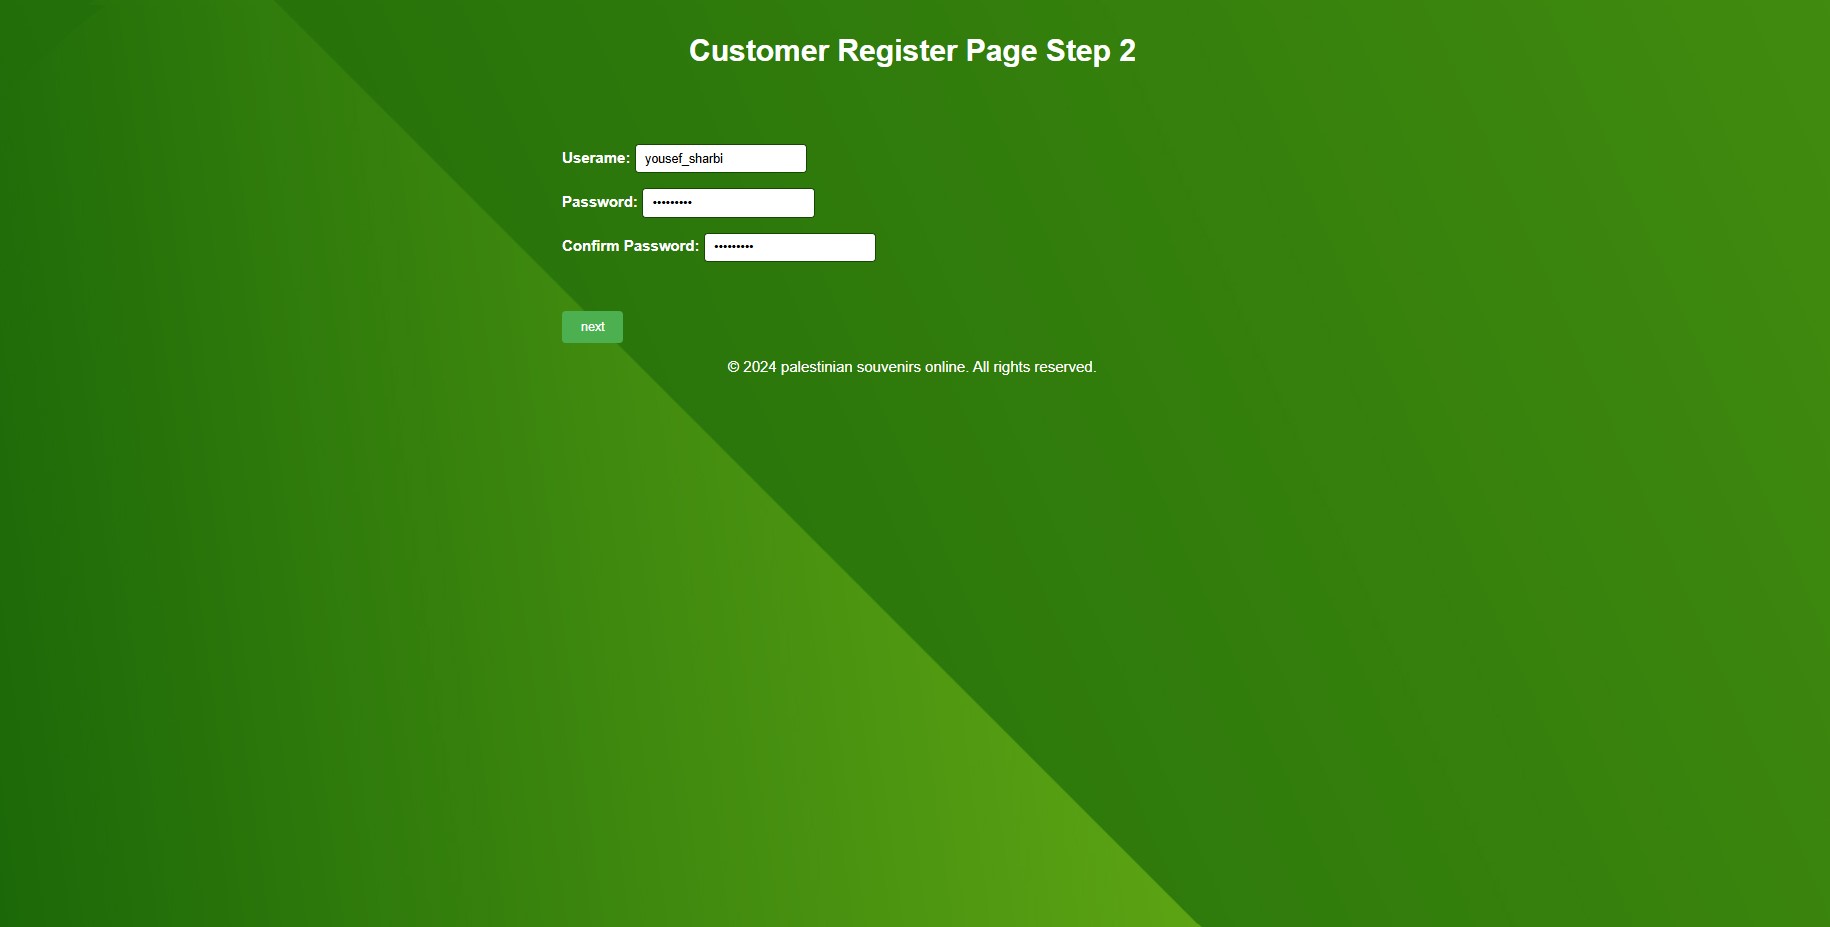 Customer Register Page Step 2
Userame: yousef_sharbi
Password: •••••••••
Confirm Password: •••••••••
next
© 2024 palestinian souvenirs online. All rights reserved.